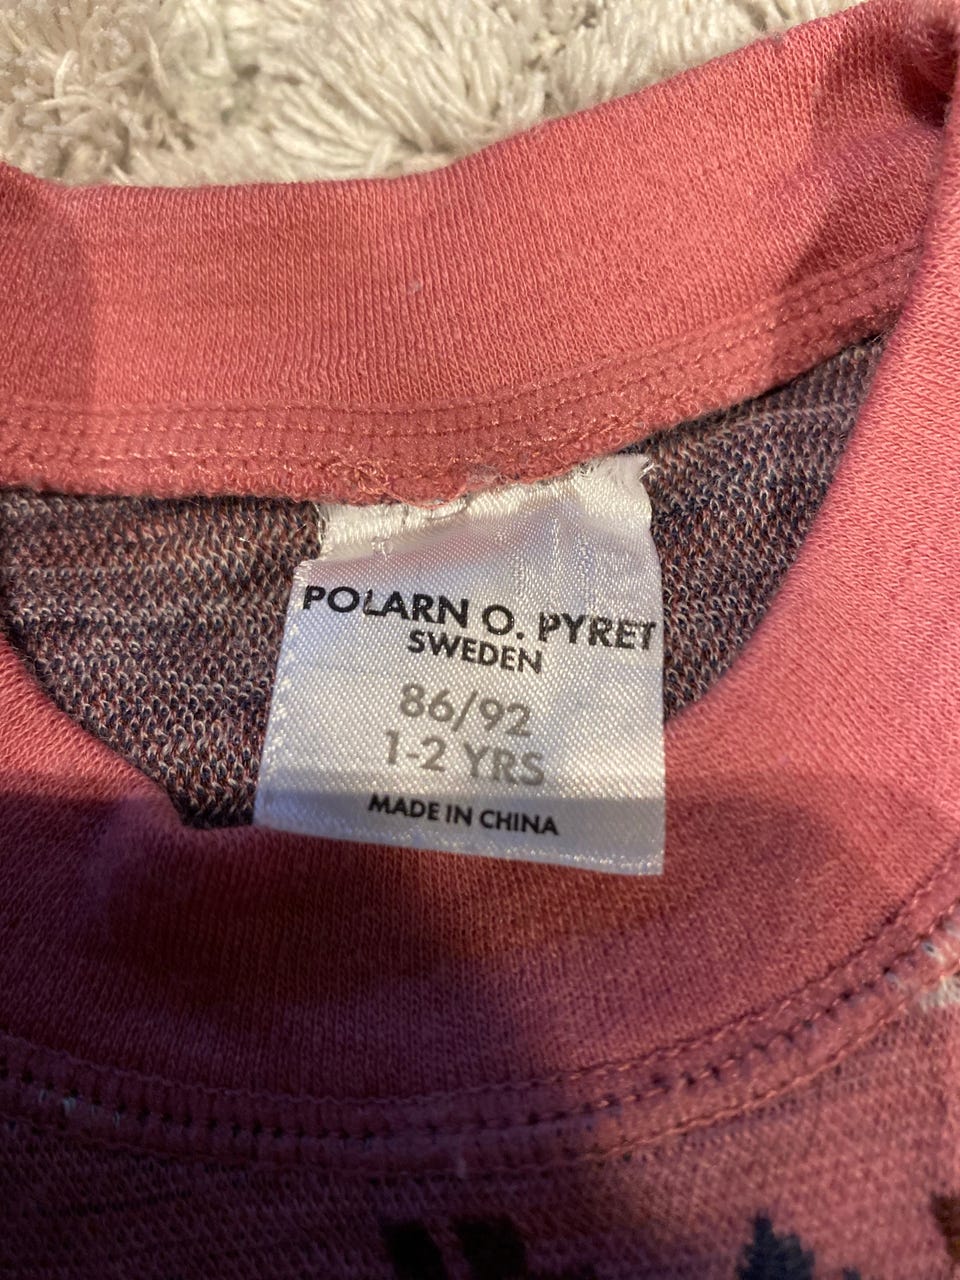 POLARN O. PYRET
SWEDEN
86/92
1-2 YRS
MADE IN CHINA